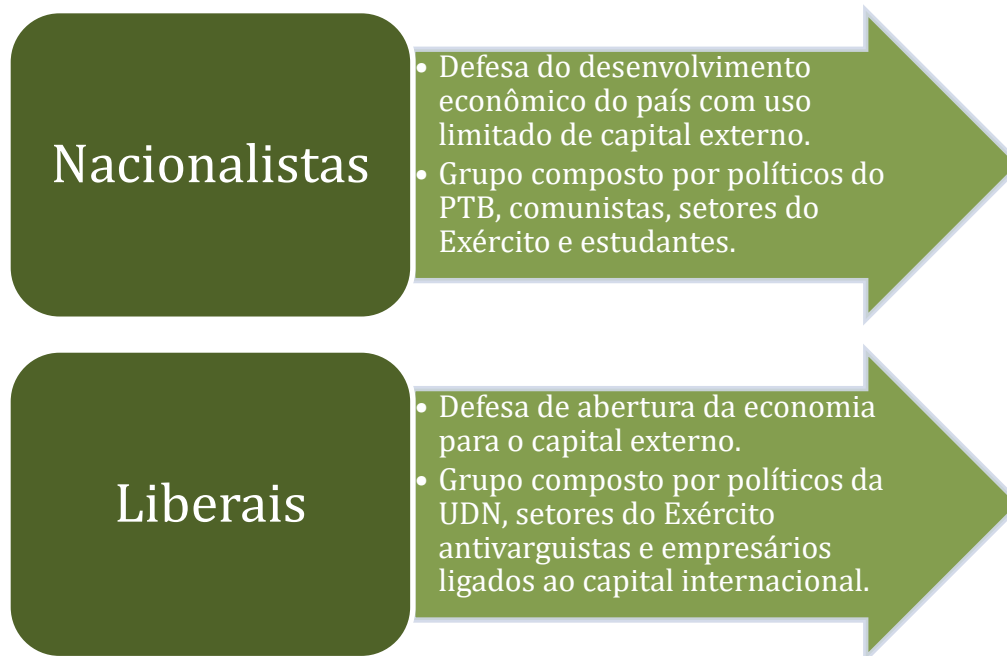 Nacionalistas
• Defesa do desenvolvimento
econômico do país com uso
limitado de capital externo.
• Grupo composto por políticos do
PTB, comunistas, setores do
Exército e estudantes.
Liberais
• Defesa de abertura da economia
para o capital externo.
• Grupo composto por políticos da
UDN, setores do Exército
antivarguistas e empresários
ligados ao capital internacional.